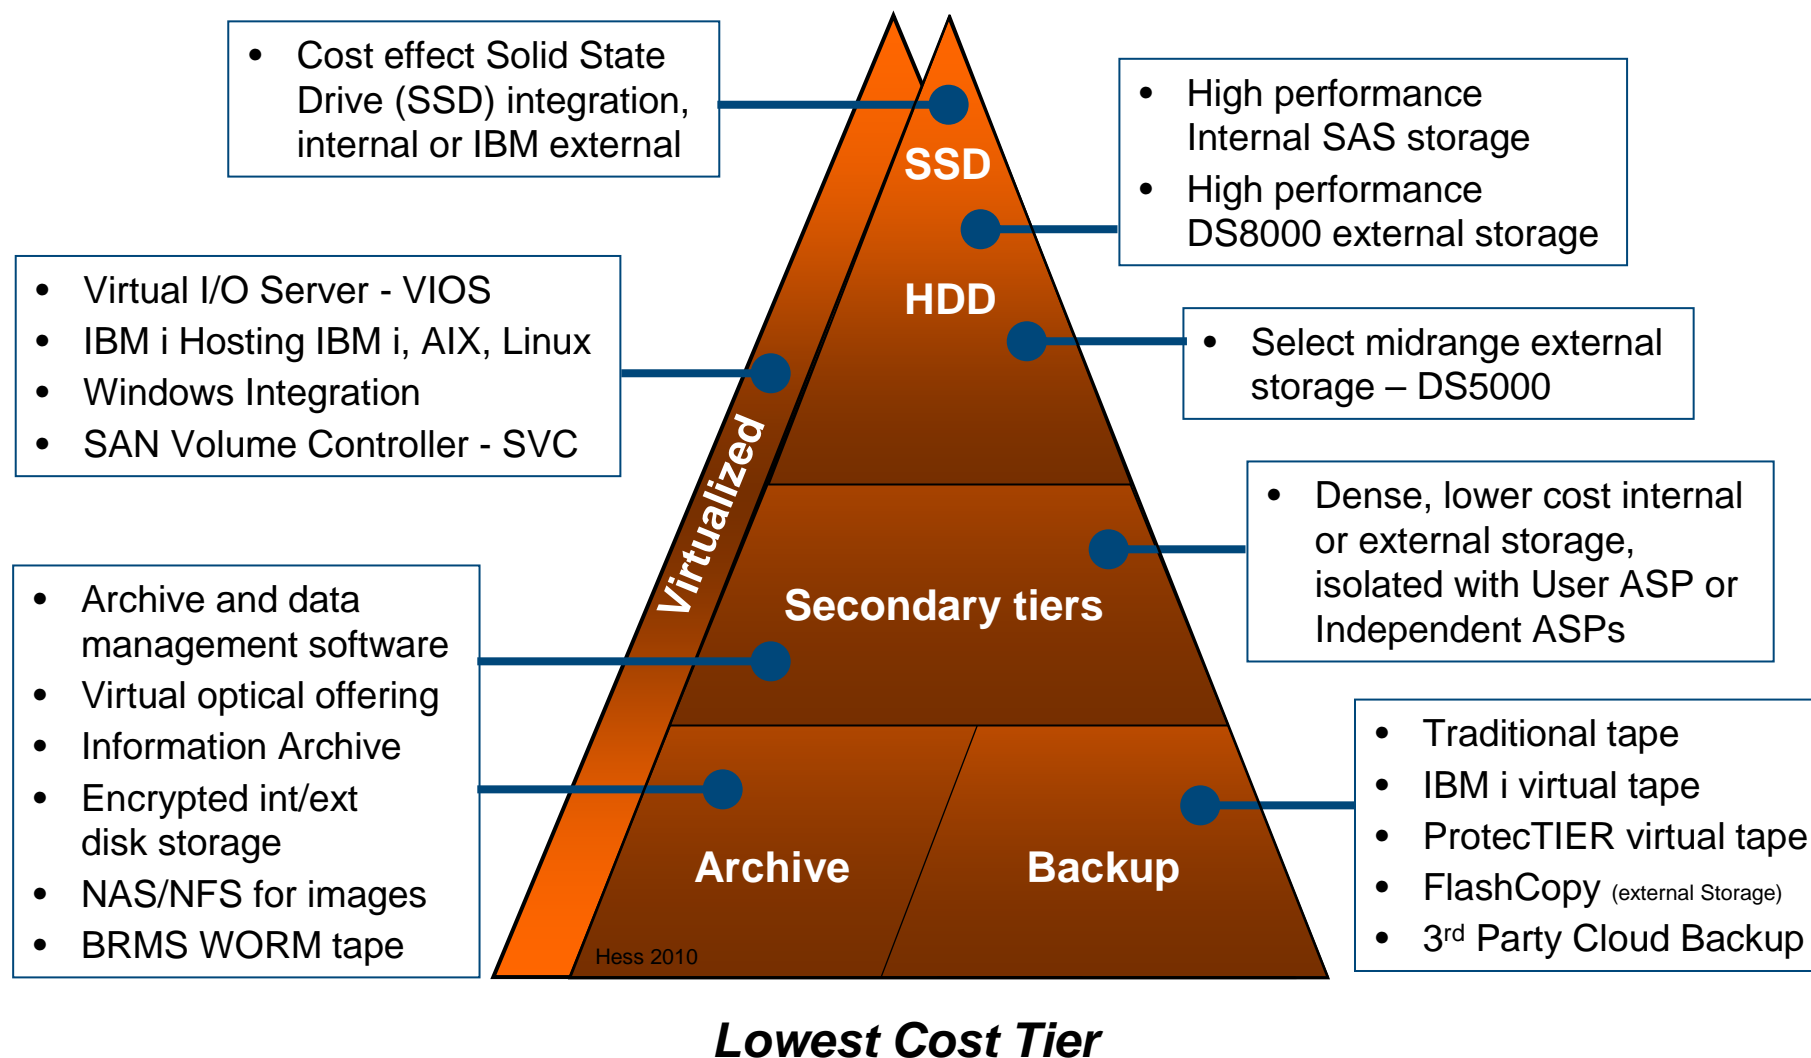 • Cost effect Solid State
Drive (SSD) integration,
internal or IBM external
• High performance
Internal SAS storage
• High performance
DS8000 external storage
SSD
HDD
• Virtual I/O Server - VIOS
• IBM i Hosting IBM i, AIX, Linux
• Windows Integration
• SAN Volume Controller - SVC
• Select midrange external
storage – DS5000
Virtualized
• Dense, lower cost internal
or external storage,
isolated with User ASP or
Independent ASPs
Secondary tiers
• Archive and data
management software
• Virtual optical offering
• Information Archive
• Encrypted int/ext
disk storage
• NAS/NFS for images
• BRMS WORM tape
• Traditional tape
• IBM i virtual tape
• ProtecTIER virtual tape
• FlashCopy (external Storage)
• 3rd Party Cloud Backup
Archive
Backup
Hess 2010
Lowest Cost Tier